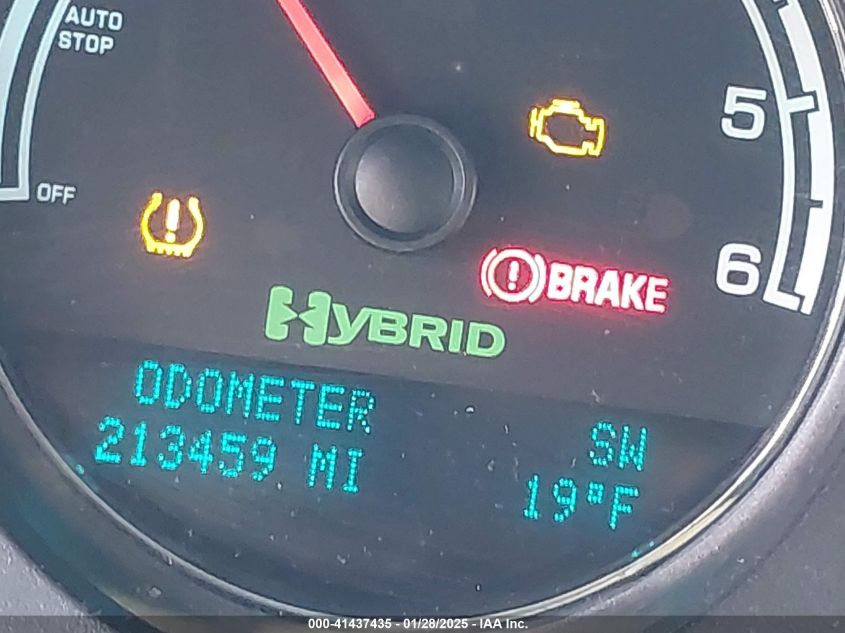 AUTO
STOP
OFF
5
6
BRAKE
HYBRID
ODOMETER
213459 MI
SW
19°F
000-41437435 - 01/28/2025 - IAA Inc.